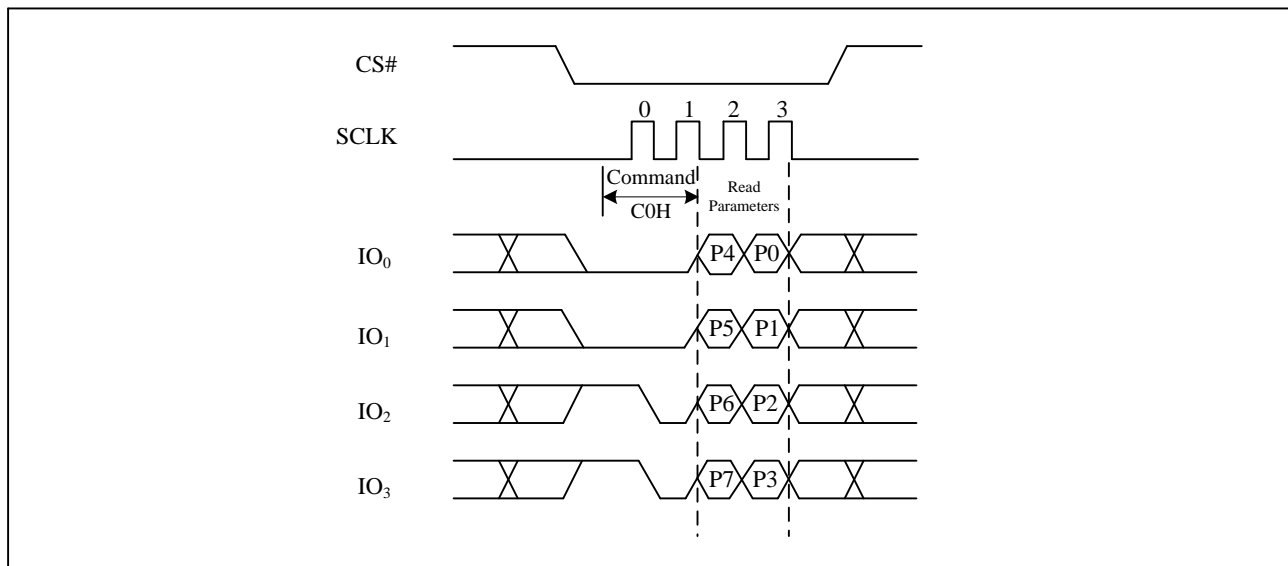 CS#
0 1 2 3
SCLK
Command
C0H
Read
Parameters
IO₀ P4 P0
IO₁ P5 P1
IO₂ P6 P2
IO₃ P7 P3